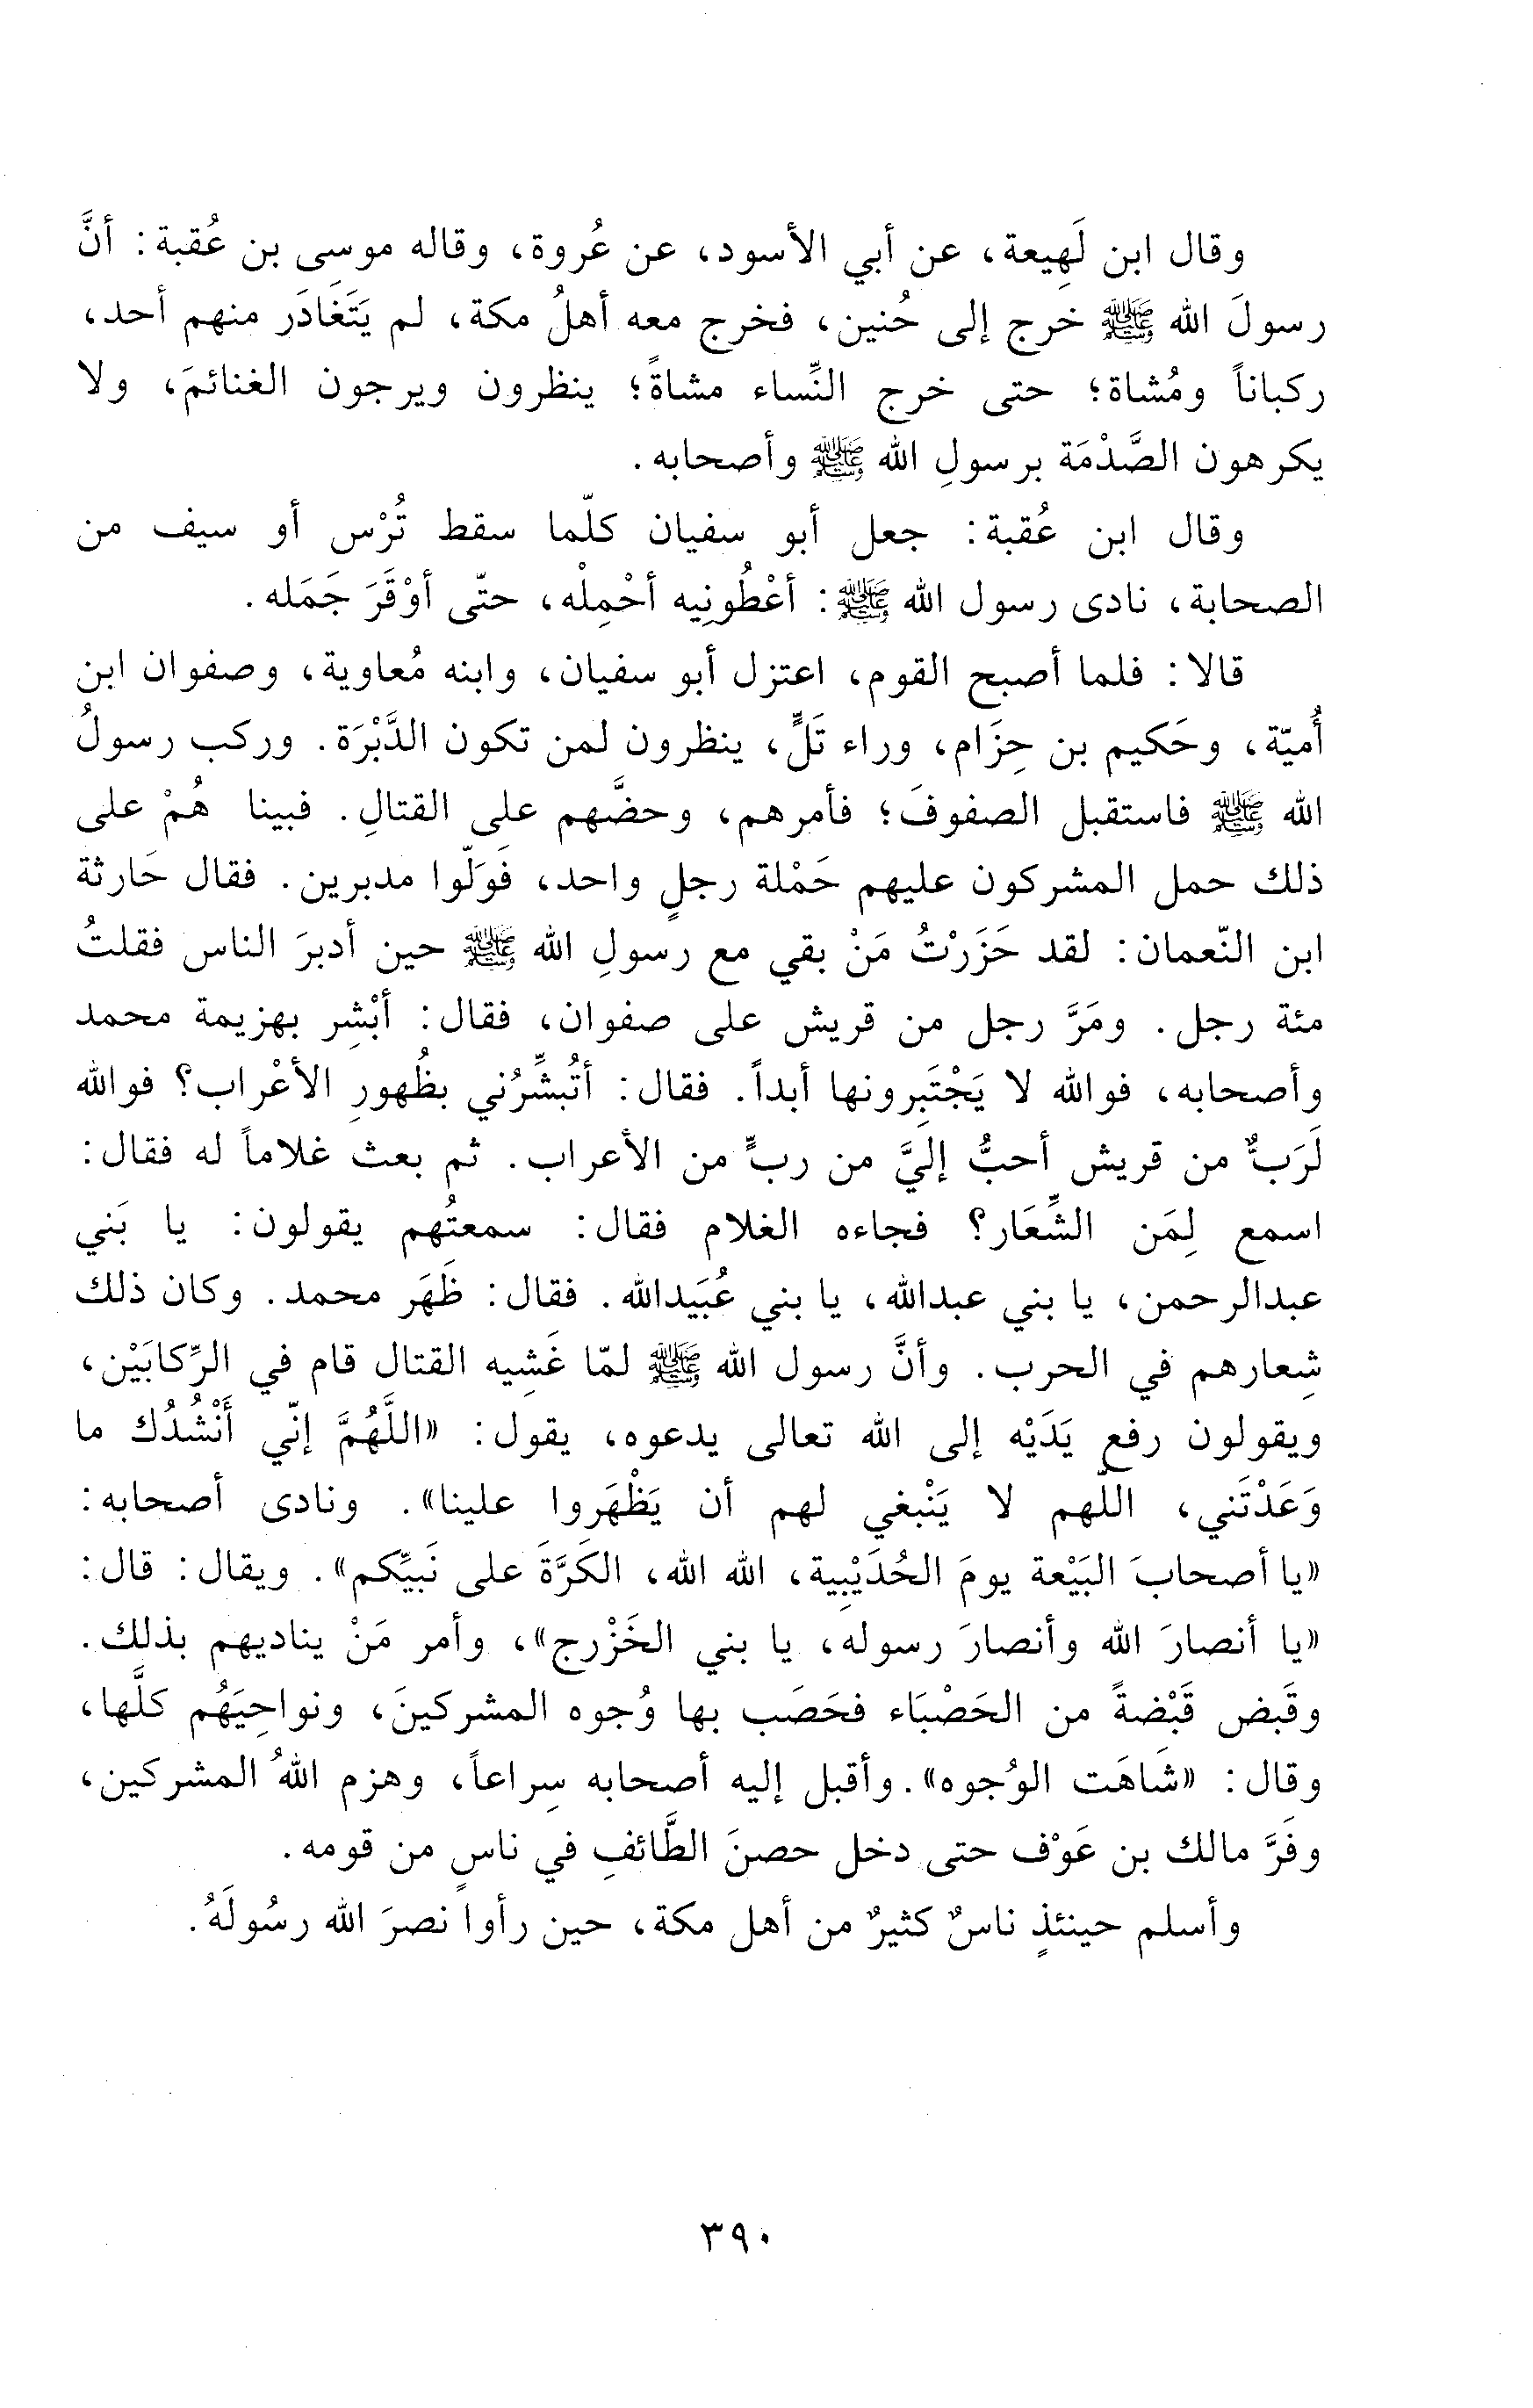 وقال ابن لَهِيعة، عن أبي الأسود، عن عُروة، وقاله موسى بن عُقبة: أنَّ
رسولَ الله ﷺ خرج إلى حُنين، فخرج معه أهلُ مكة، لم يَتَغَادَر منهم أحد،
ركباناً ومُشاة؛ حتى خرج النِّساء مشاةً؛ ينظرون ويرجون الغنائمَ، ولا
يكرهون الصَّدْمَة برسولِ الله ﷺ وأصحابه.
وقال ابن عُقبة: جعل أبو سفيان كلّما سقط تُرْس أو سيف من
الصحابة، نادى رسول الله ﷺ: أعْطُونِيه أحْمِلْه، حتّى أوْقَرَ جَمَله.
قالا: فلما أصبح القوم، اعتزل أبو سفيان، وابنه مُعاوية، وصفوان ابن
أُميّة، وحَكيم بن حِزَام، وراء تَلٍّ، ينظرون لمن تكون الدَّبْرَة. وركب رسولُ
الله ﷺ فاستقبل الصفوفَ؛ فأمرهم، وحضَّهم على القتالِ. فبينا هُمْ على
ذلك حمل المشركون عليهم حَمْلة رجلٍ واحد، فَوَلّوا مدبرين. فقال حَارثة
ابن النّعمان: لقد حَزَرْتُ مَنْ بقي مع رسولِ الله ﷺ حين أدبرَ الناس فقلتُ
مئة رجل. ومَرَّ رجل من قريش على صفوان، فقال: أبْشِر بهزيمة محمد
وأصحابه، فوالله لا يَجْتَبِرونها أبداً. فقال: أتُبشِّرُني بظُهورِ الأعْراب؟ فوالله
لَرَبٌّ من قريش أحبُّ إليَّ من ربٍّ من الأعراب. ثم بعث غلاماً له فقال:
اسمع لِمَن الشِّعَار؟ فجاءه الغلام فقال: سمعتُهم يقولون: يا بَني
عبدالرحمن، يا بني عبدالله، يا بني عُبَيدالله. فقال: ظَهَر محمد. وكان ذلك
شِعارهم في الحرب. وأنَّ رسول الله ﷺ لمّا غَشِيه القتال قام في الرِّكابَيْن،
ويقولون رفع يَدَيْه إلى الله تعالى يدعوه، يقول: «اللَّهُمَّ إنّي أَنْشُدُك ما
وَعَدْتَني، اللّهم لا يَنْبغي لهم أن يَظْهَروا علينا». ونادى أصحابه:
«يا أصحابَ البَيْعة يومَ الحُدَيْبِية، الله الله، الكَرَّةَ على نَبيِّكم». ويقال: قال:
«يا أنصارَ الله وأنصارَ رسوله، يا بني الخَزْرج»، وأمر مَنْ يناديهم بذلك.
وقَبض قَبْضةً من الحَصْبَاء فحَصَب بها وُجوه المشركينَ، ونواحِيَهُم كلَّها،
وقال: «شَاهَت الوُجوه». وأقبل إليه أصحابه سِراعاً، وهزم اللهُ المشركين،
وفَرَّ مالك بن عَوْف حتى دخل حصنَ الطَّائفِ في ناسٍ من قومه.
وأسلم حينئذٍ ناسٌ كثيرٌ من أهل مكة، حين رأوا نصرَ الله رسُولَهُ.
٣٩٠